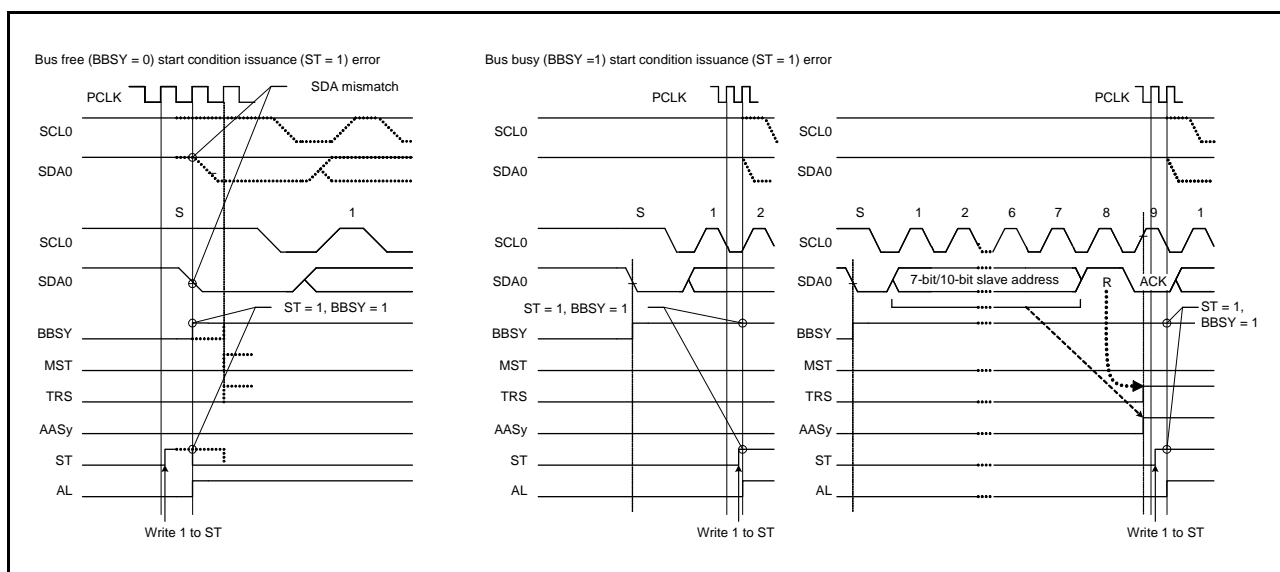 Bus free (BBSY = 0) start condition issuance (ST = 1) error
PCLK
SDA mismatch
SCL0
SDA0
S 1
SCL0
SDA0
ST = 1, BBSY = 1
BBSY
MST
TRS
AASy
ST
AL
Write 1 to ST
Bus busy (BBSY =1) start condition issuance (ST = 1) error
PCLK
SCL0
SDA0
S 1 2
SCL0
SDA0
ST = 1, BBSY = 1
BBSY
MST
TRS
AASy
ST
AL
Write 1 to ST
PCLK
SCL0
SDA0
S 1 2 6 7 8 9 1
SCL0
SDA0
7-bit/10-bit slave address
R
ACK
ST = 1,
BBSY = 1
BBSY
MST
TRS
AASy
ST
AL
Write 1 to ST